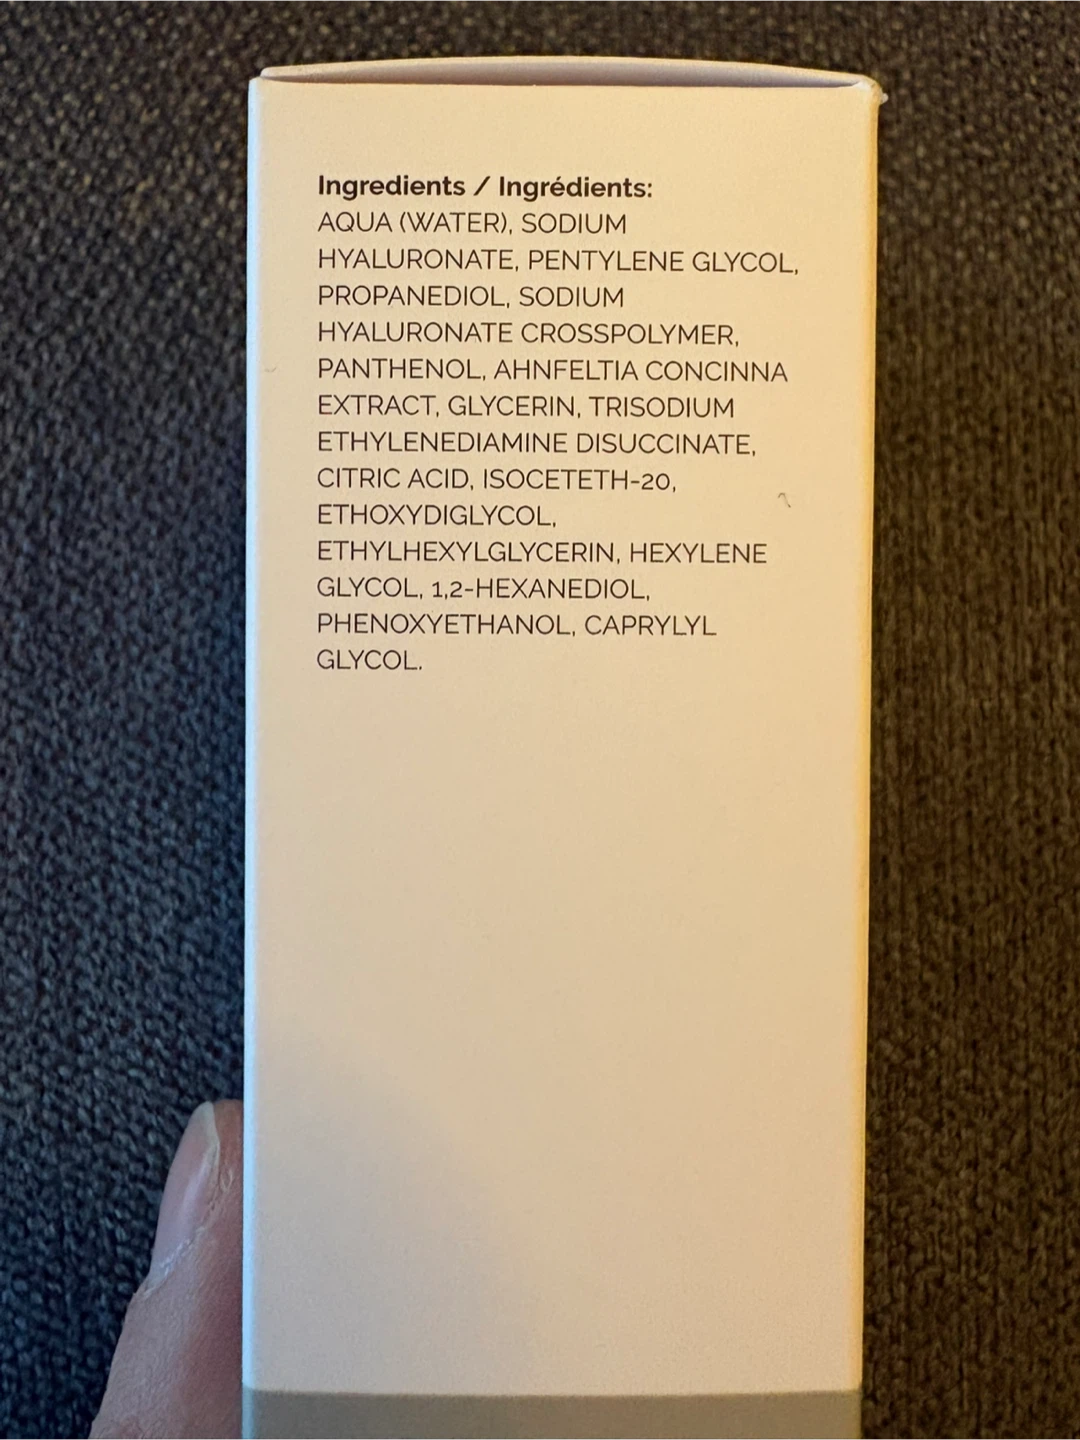 Ingredients / Ingrédients:
AQUA (WATER), SODIUM
HYALURONATE, PENTYLENE GLYCOL,
PROPANEDIOL, SODIUM
HYALURONATE CROSSPOLYMER,
PANTHENOL, AHNFELTIA CONCINNA
EXTRACT, GLYCERIN, TRISODIUM
ETHYLENEDIAMINE DISUCCINATE,
CITRIC ACID, ISOCETETH-20,
ETHOXYDIGLYCOL,
ETHYLHEXYLGLYCERIN, HEXYLENE
GLYCOL, 1,2-HEXANEDIOL,
PHENOXYETHANOL, CAPRYLYL
GLYCOL.